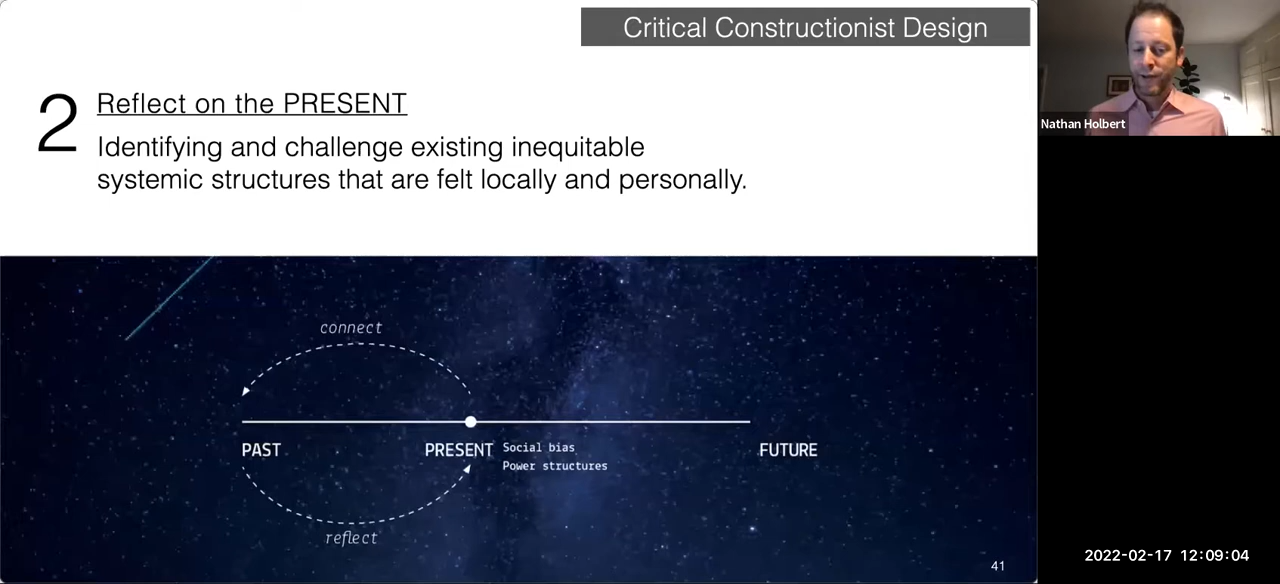 Critical Constructionist Design
2
Reflect on the PRESENT
Identifying and challenge existing inequitable
systemic structures that are felt locally and personally.
Nathan Holbert
connect
PAST
PRESENT
Social bias
Power structures
FUTURE
reflect
41
2022-02-17 12:09:04